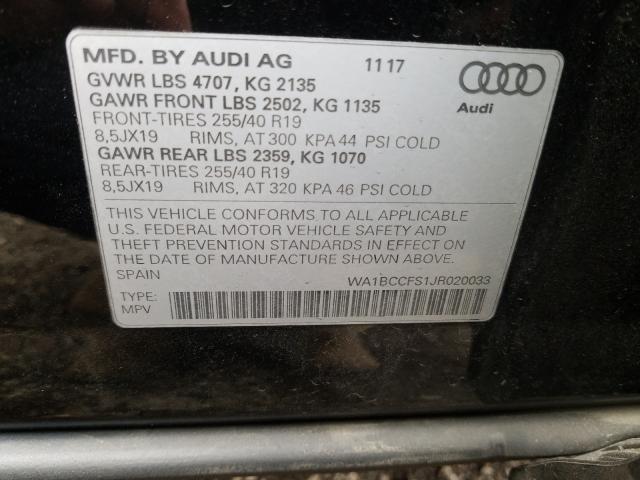 MFD. BY AUDI AG 11 17
GVWR LBS 4707, KG 2135
GAWR FRONT LBS 2502, KG 1135
FRONT-TIRES 255/40 R19
8,5JX19 RIMS, AT 300 KPA 44 PSI COLD
GAWR REAR LBS 2359, KG 1070
REAR-TIRES 255/40 R19
8,5JX19 RIMS, AT 320 KPA 46 PSI COLD
Audi
THIS VEHICLE CONFORMS TO ALL APPLICABLE
U.S. FEDERAL MOTOR VEHICLE SAFETY AND
THEFT PREVENTION STANDARDS IN EFFECT ON
THE DATE OF MANUFACTURE SHOWN ABOVE.
SPAIN WA1BCCFS1JR020033
TYPE:
MPV